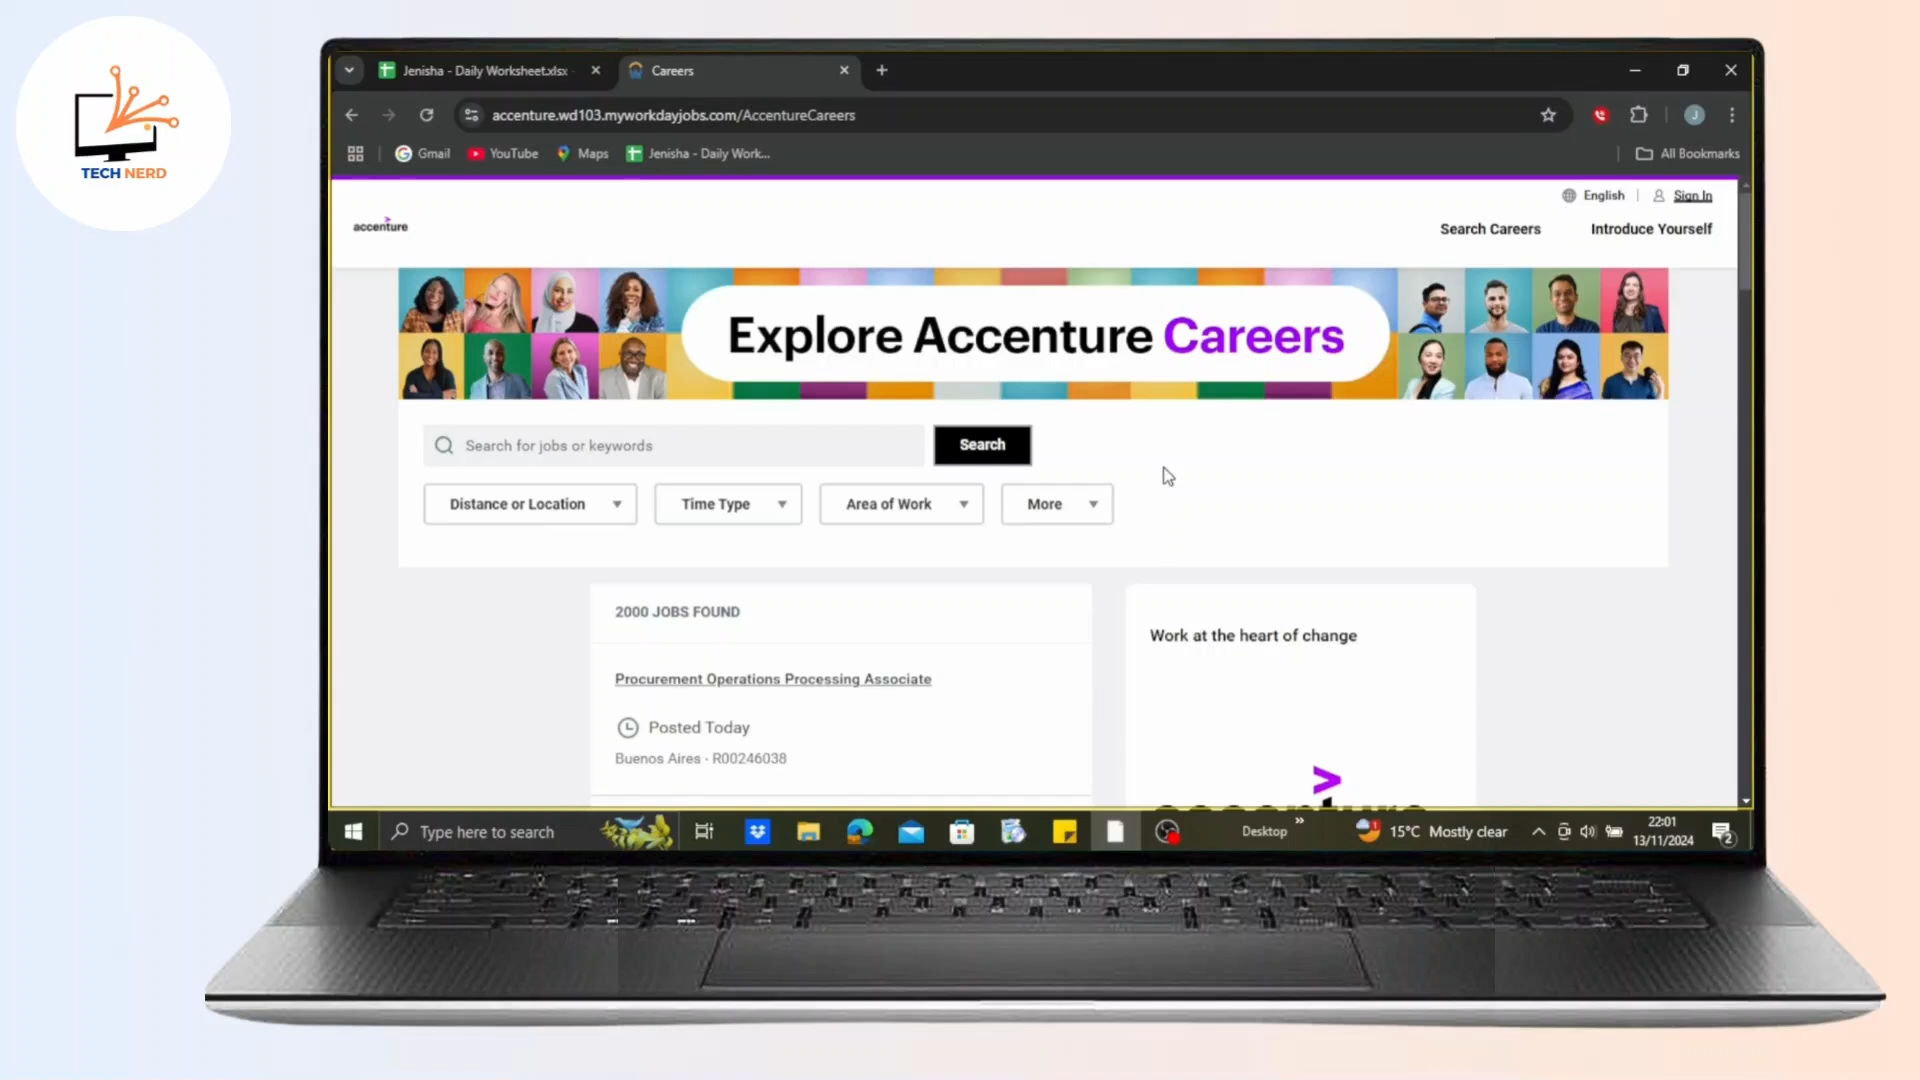 TECH NERD
Jenisha - Daily Worksheet.xlsx
Careers
accenture.wd103.myworkdayjobs.com/AccentureCareers
J
Gmail
YouTube
Maps
Jenisha - Daily Work...
All Bookmarks
English
Sign In
accenture
Search Careers
Introduce Yourself
Explore Accenture Careers
Search for jobs or keywords
Search
Distance or Location
Time Type
Area of Work
More
2000 JOBS FOUND
Work at the heart of change
Procurement Operations Processing Associate
Posted Today
Buenos Aires · R00246038
accenture
Type here to search
Desktop
1
15°C Mostly clear
22:01
13/11/2024
2